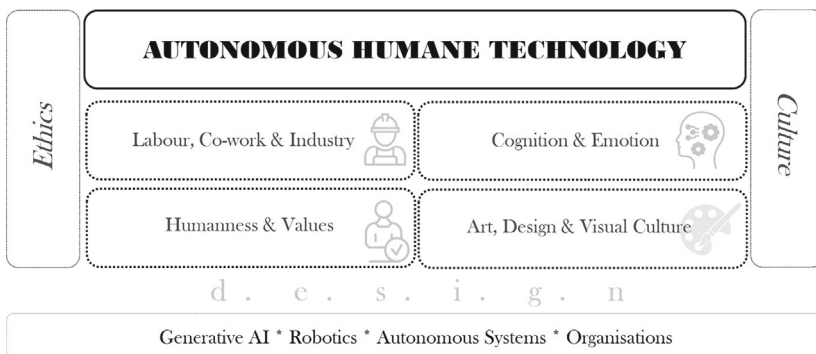 AUTONOMOUS HUMANE TECHNOLOGY
Ethics
Culture
Labour, Co-work & Industry
Cognition & Emotion
Humanness & Values
Art, Design & Visual Culture
d . e . s . i . g . n
Generative AI * Robotics * Autonomous Systems * Organisations